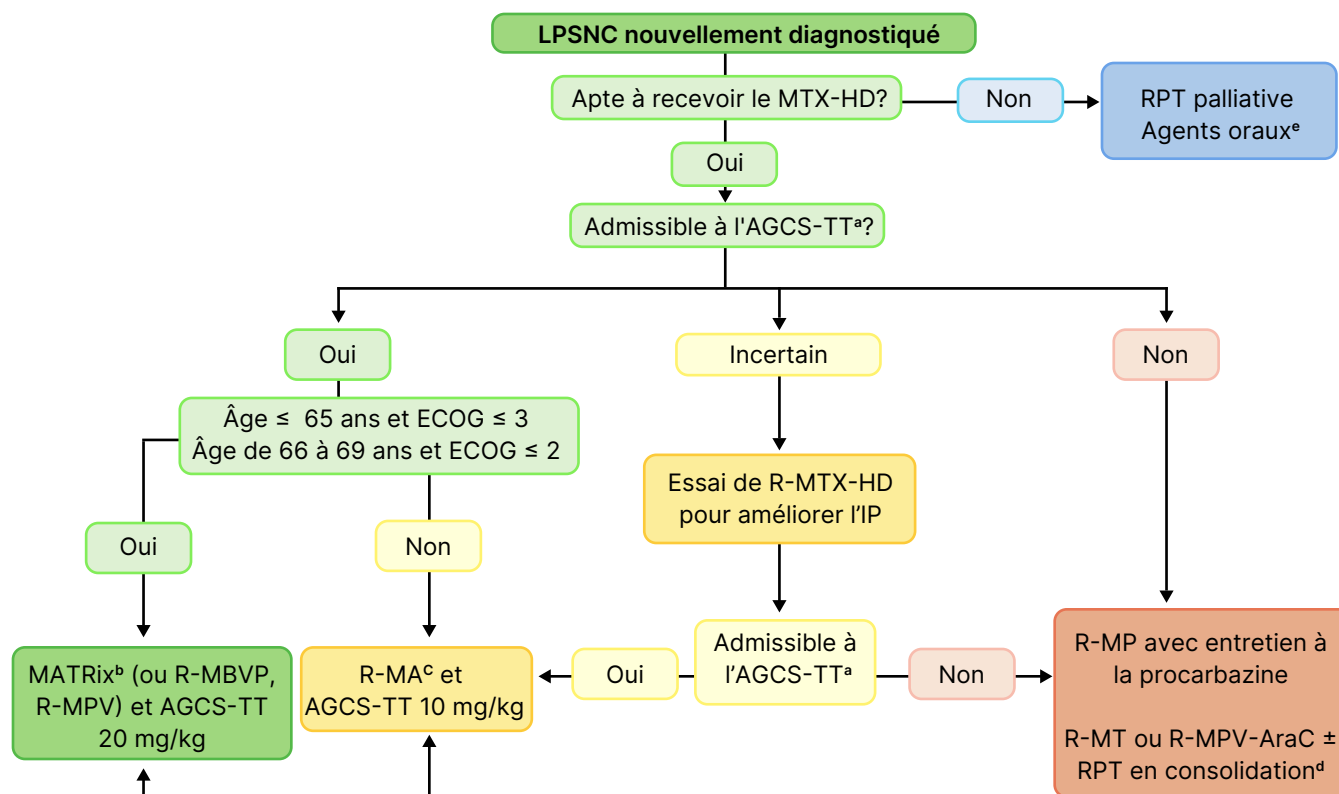 LPSNC nouvellement diagnostiqué
Apte à recevoir le MTX-HD?
Non
RPT palliative
Agents orauxᵉ
Oui
Admissible à l'AGCS-TTᵃ?
Oui
Incertain
Non
Âge ≤ 65 ans et ECOG ≤ 3
Âge de 66 à 69 ans et ECOG ≤ 2
Essai de R-MTX-HD
pour améliorer l’IP
Oui
Non
MATRixᵇ (ou R-MBVP,
R-MPV) et AGCS-TT
20 mg/kg
R-MAᶜ et
AGCS-TT 10 mg/kg
Oui
Admissible à
l’AGCS-TTᵃ
Non
R-MP avec entretien à
la procarbazine
R-MT ou R-MPV-AraC ±
RPT en consolidationᵈ